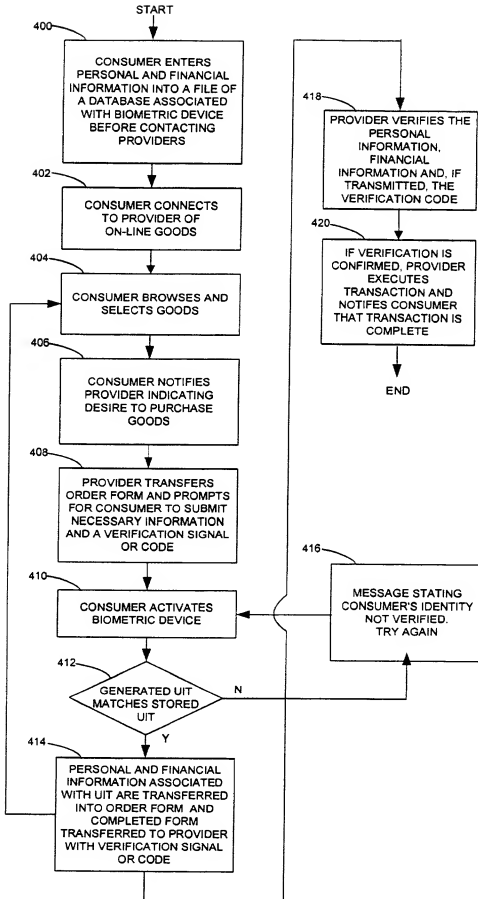 START
400
CONSUMER ENTERS
PERSONAL AND FINANCIAL
INFORMATION INTO A FILE OF
A DATABASE ASSOCIATED
WITH BIOMETRIC DEVICE
BEFORE CONTACTING
PROVIDERS
402
CONSUMER CONNECTS
TO PROVIDER OF
ON-LINE GOODS
404
CONSUMER BROWSES AND
SELECTS GOODS
406
CONSUMER NOTIFIES
PROVIDER INDICATING
DESIRE TO PURCHASE
GOODS
408
PROVIDER TRANSFERS
ORDER FORM AND PROMPTS
FOR CONSUMER TO SUBMIT
NECESSARY INFORMATION
AND A VERIFICATION SIGNAL
OR CODE
410
CONSUMER ACTIVATES
BIOMETRIC DEVICE
412
GENERATED UIT
MATCHES STORED
UIT
N
Y
414
PERSONAL AND FINANCIAL
INFORMATION ASSOCIATED
WITH UIT ARE TRANSFERRED
INTO ORDER FORM AND
COMPLETED FORM
TRANSFERRED TO PROVIDER
WITH VERIFICATION SIGNAL
OR CODE
416
MESSAGE STATING
CONSUMER'S IDENTITY
NOT VERIFIED.
TRY AGAIN
418
PROVIDER VERIFIES THE
PERSONAL
INFORMATION,
FINANCIAL
INFORMATION AND, IF
TRANSMITTED, THE
VERIFICATION CODE
420
IF VERIFICATION IS
CONFIRMED, PROVIDER
EXECUTES
TRANSACTION AND
NOTIFES CONSUMER
THAT TRANSACTION IS
COMPLETE
END